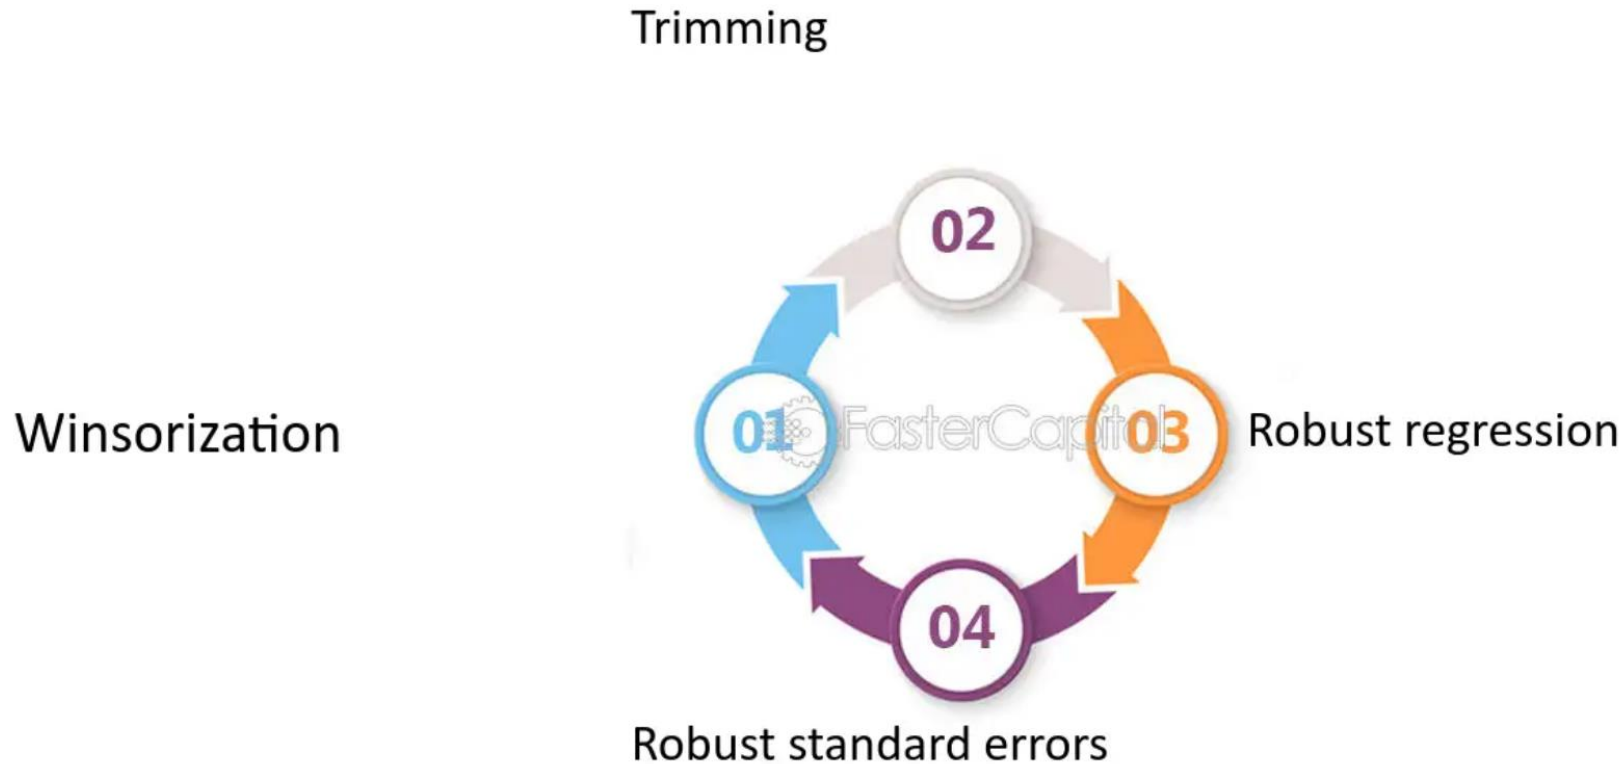 Trimming
02
Winsorization
01
FasterCapital
03
Robust regression
04
Robust standard errors